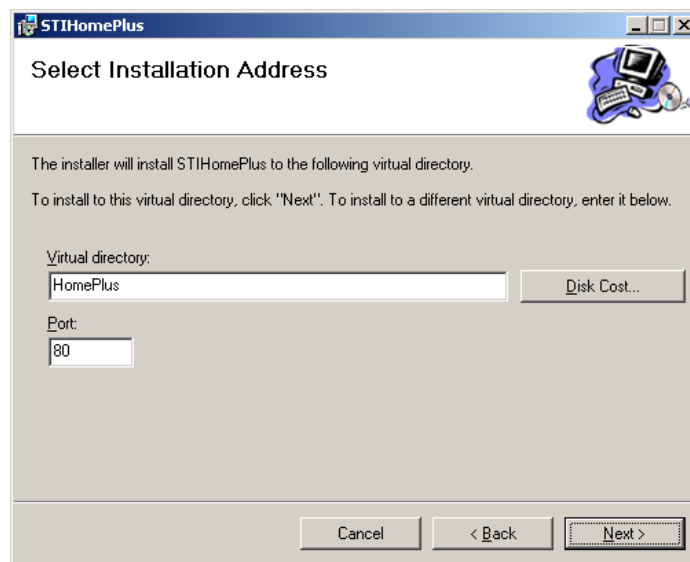 STIHomePlus
Select Installation Address
The installer will install STIHomePlus to the following virtual directory.
To install to this virtual directory, click "Next". To install to a different virtual directory, enter it below.
Virtual directory:
HomePlus
Disk Cost...
Port:
80
Cancel
< Back
Next >